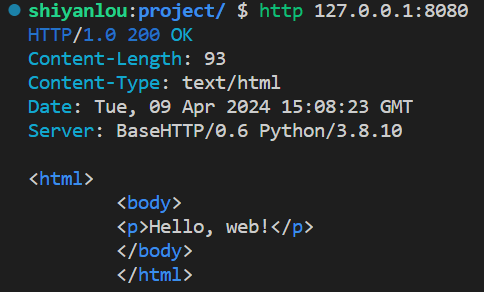 shiyanlou:project/ $ http 127.0.0.1:8080
HTTP/1.0 200 OK
Content-Length: 93
Content-Type: text/html
Date: Tue, 09 Apr 2024 15:08:23 GMT
Server: BaseHTTP/0.6 Python/3.8.10

<html>
        <body>
        <p>Hello, web!</p>
        </body>
        </html>